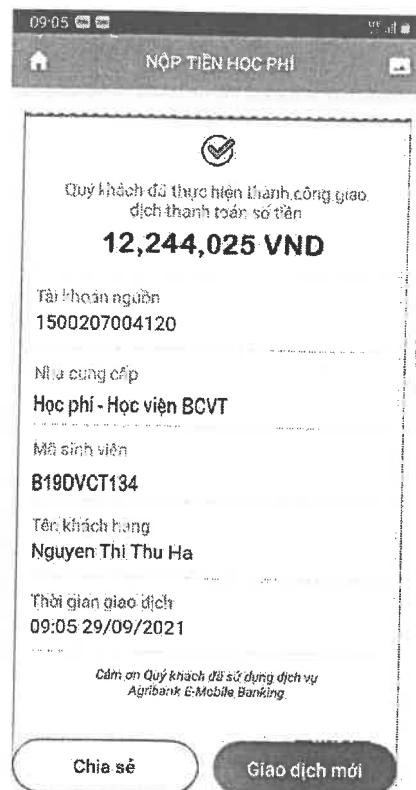 09:05
NỘP TIỀN HỌC PHÍ
Quý khách đã thực hiện thành công giao
dịch thanh toán số tiền
12,244,025 VND
Tài khoản nguồn
1500207004120
Nhà cung cấp
Học phí - Học viện BCVT
Mã sinh viên
B19DVCT134
Tên khách hàng
Nguyen Thi Thu Ha
Thời gian giao dịch
09:05 29/09/2021
Cảm ơn Quý khách đã sử dụng dịch vụ
Agribank E-Mobile Banking
Chia sẻ
Giao dịch mới